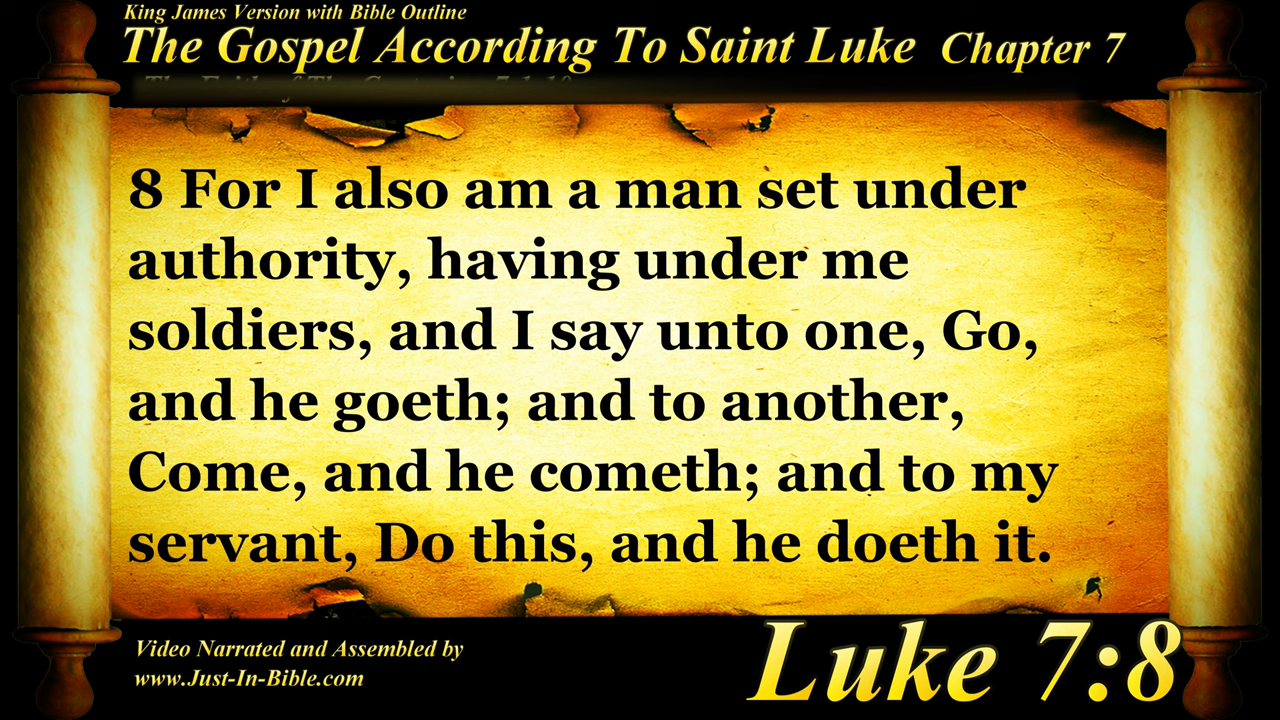 King James Version with Bible Outline
The Gospel According To Saint Luke Chapter 7
8 For I also am a man set under
authority, having under me
soldiers, and I say unto one, Go,
and he goeth; and to another,
Come, and he cometh; and to my
servant, Do this, and he doeth it.
Video Narrated and Assembled by
www.Just-In-Bible.com
Luke 7:8